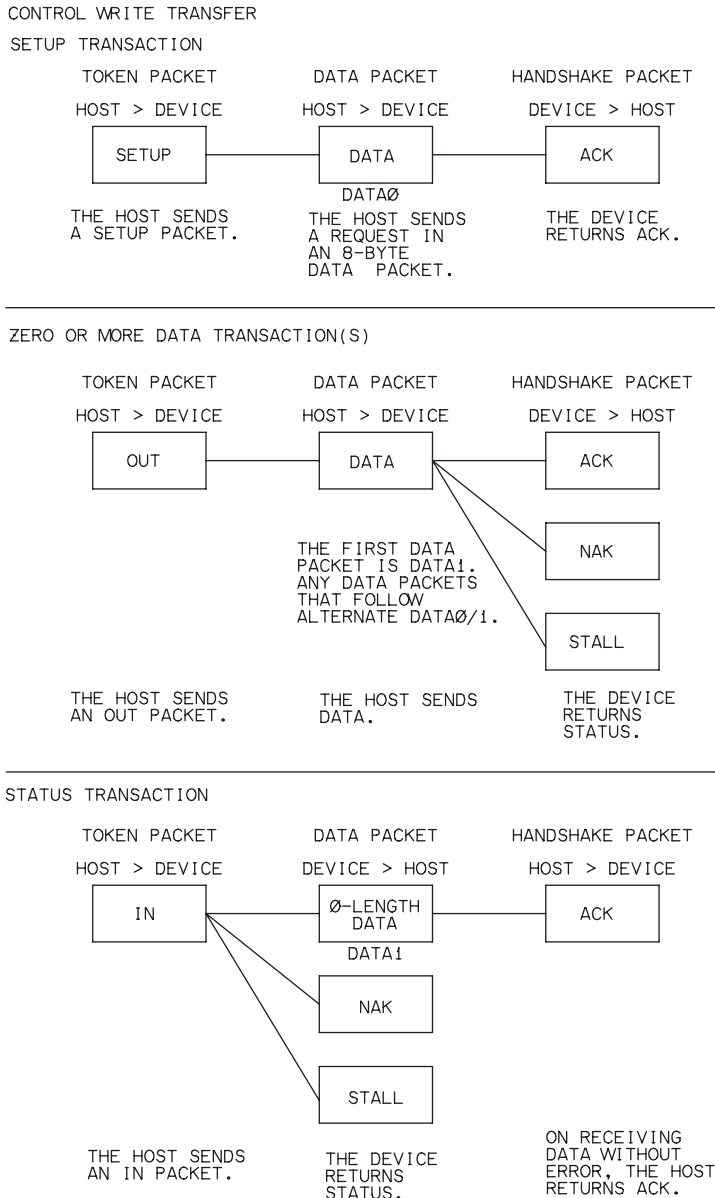 CONTROL WRITE TRANSFER
SETUP TRANSACTION
TOKEN PACKET
DATA PACKET
HANDSHAKE PACKET
HOST > DEVICE
HOST > DEVICE
DEVICE > HOST
SETUP
DATA
ACK
DATAØ
THE HOST SENDS
A SETUP PACKET.
THE HOST SENDS
A REQUEST IN
AN 8-BYTE
DATA PACKET.
THE DEVICE
RETURNS ACK.
ZERO OR MORE DATA TRANSACTION(S)
TOKEN PACKET
DATA PACKET
HANDSHAKE PACKET
HOST > DEVICE
HOST > DEVICE
DEVICE > HOST
OUT
DATA
ACK
NAK
STALL
THE FIRST DATA
PACKET IS DATA1.
ANY DATA PACKETS
THAT FOLLOW
ALTERNATE DATAØ/1.
THE HOST SENDS
AN OUT PACKET.
THE HOST SENDS
DATA.
THE DEVICE
RETURNS
STATUS.
STATUS TRANSACTION
TOKEN PACKET
DATA PACKET
HANDSHAKE PACKET
HOST > DEVICE
DEVICE > HOST
HOST > DEVICE
IN
Ø-LENGTH
DATA
ACK
DATA1
NAK
STALL
THE HOST SENDS
AN IN PACKET.
THE DEVICE
RETURNS
STATUS.
ON RECEIVING
DATA WITHOUT
ERROR, THE HOST
RETURNS ACK.